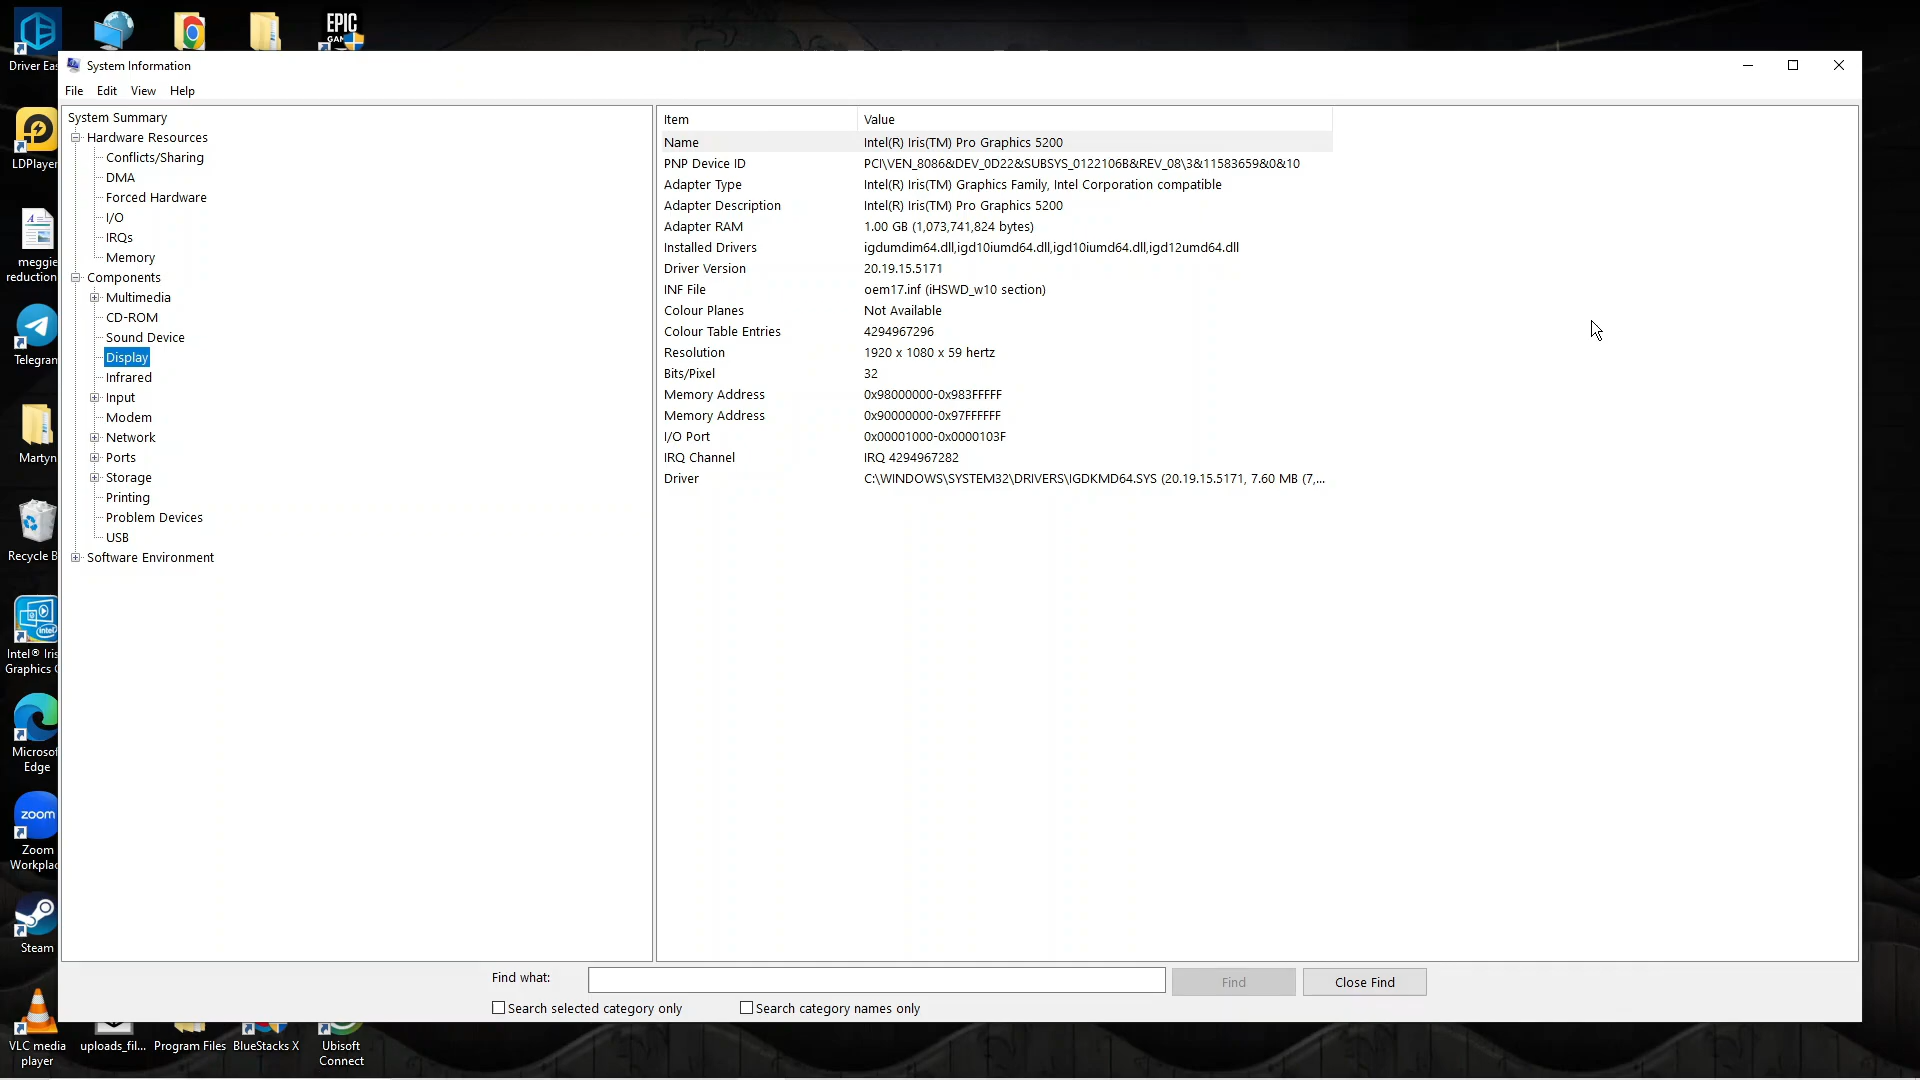 EPIC
GAM
Driver Eas
System Information
File Edit View Help
System Summary
Hardware Resources
Conflicts/Sharing
DMA
Forced Hardware
I/O
IRQs
Memory
Components
Multimedia
CD-ROM
Sound Device
Display
Infrared
Input
Modem
Network
Ports
Storage
Printing
Problem Devices
USB
Software Environment
Item Value
Name Intel(R) Iris(TM) Pro Graphics 5200
PNP Device ID PCI\VEN_8086&DEV_0D22&SUBSYS_0122106B&REV_08\3&11583659&0&10
Adapter Type Intel(R) Iris(TM) Graphics Family, Intel Corporation compatible
Adapter Description Intel(R) Iris(TM) Pro Graphics 5200
Adapter RAM 1.00 GB (1,073,741,824 bytes)
Installed Drivers igdumdim64.dll,igd10iumd64.dll,igd10iumd64.dll,igd12umd64.dll
Driver Version 20.19.15.5171
INF File oem17.inf (iHSWD_w10 section)
Colour Planes Not Available
Colour Table Entries 4294967296
Resolution 1920 x 1080 x 59 hertz
Bits/Pixel 32
Memory Address 0x98000000-0x983FFFFF
Memory Address 0x90000000-0x97FFFFFF
I/O Port 0x00001000-0x0000103F
IRQ Channel IRQ 4294967282
Driver C:\WINDOWS\SYSTEM32\DRIVERS\IGDKMD64.SYS (20.19.15.5171, 7.60 MB (7,...
LDPlayer
meggie
reduction
Telegran
Martyn
Recycle B
intel
Intel® Iris
Graphics C
Microsof
Edge
zoom
Zoom
Workplac
Steam
Find what: Find Close Find
Search selected category only Search category names only
VLC media
player
uploads_fil...
Program Files
BlueStacks X
Ubisoft
Connect